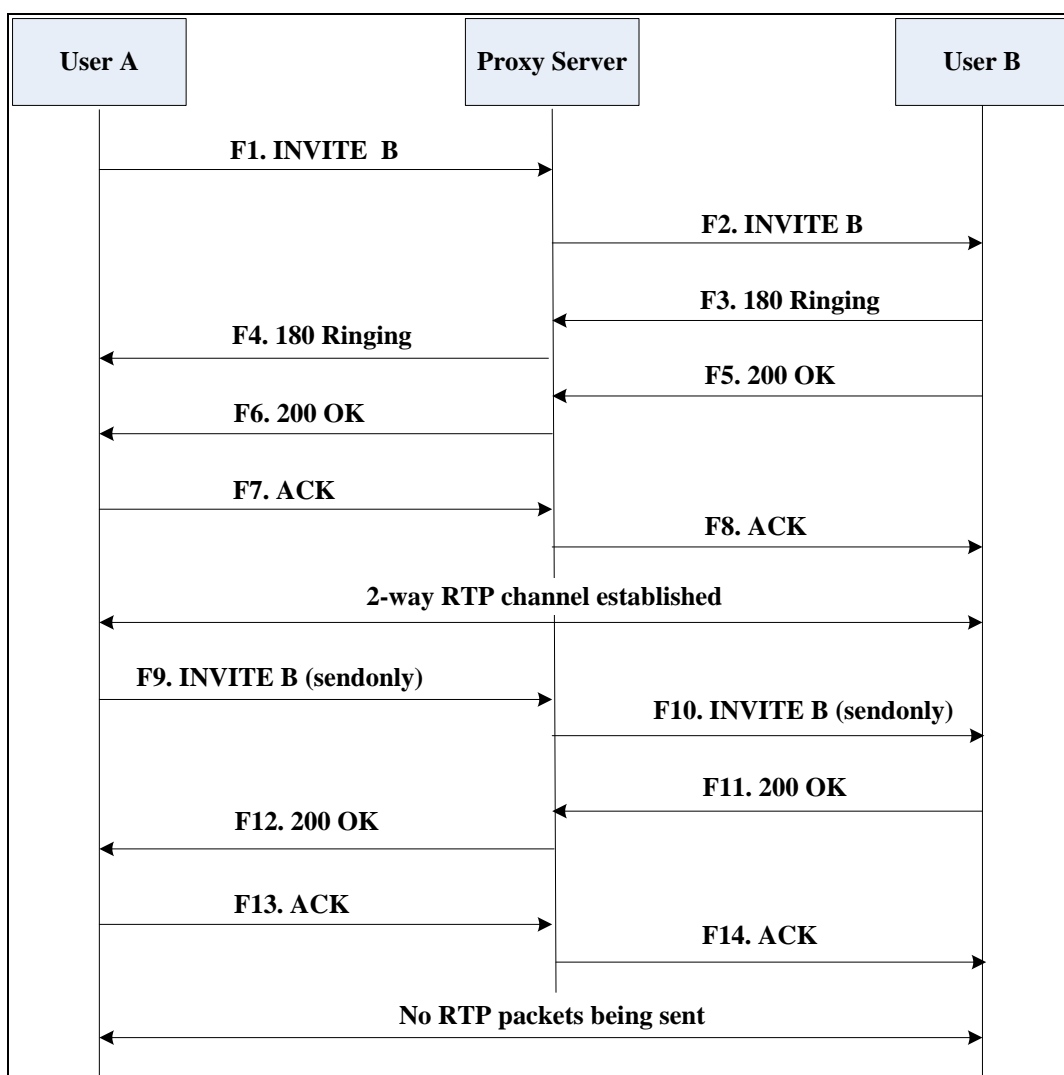 User A
Proxy Server
User B
F1. INVITE B
F2. INVITE B
F3. 180 Ringing
F4. 180 Ringing
F5. 200 OK
F6. 200 OK
F7. ACK
F8. ACK
2-way RTP channel established
F9. INVITE B (sendonly)
F10. INVITE B (sendonly)
F11. 200 OK
F12. 200 OK
F13. ACK
F14. ACK
No RTP packets being sent